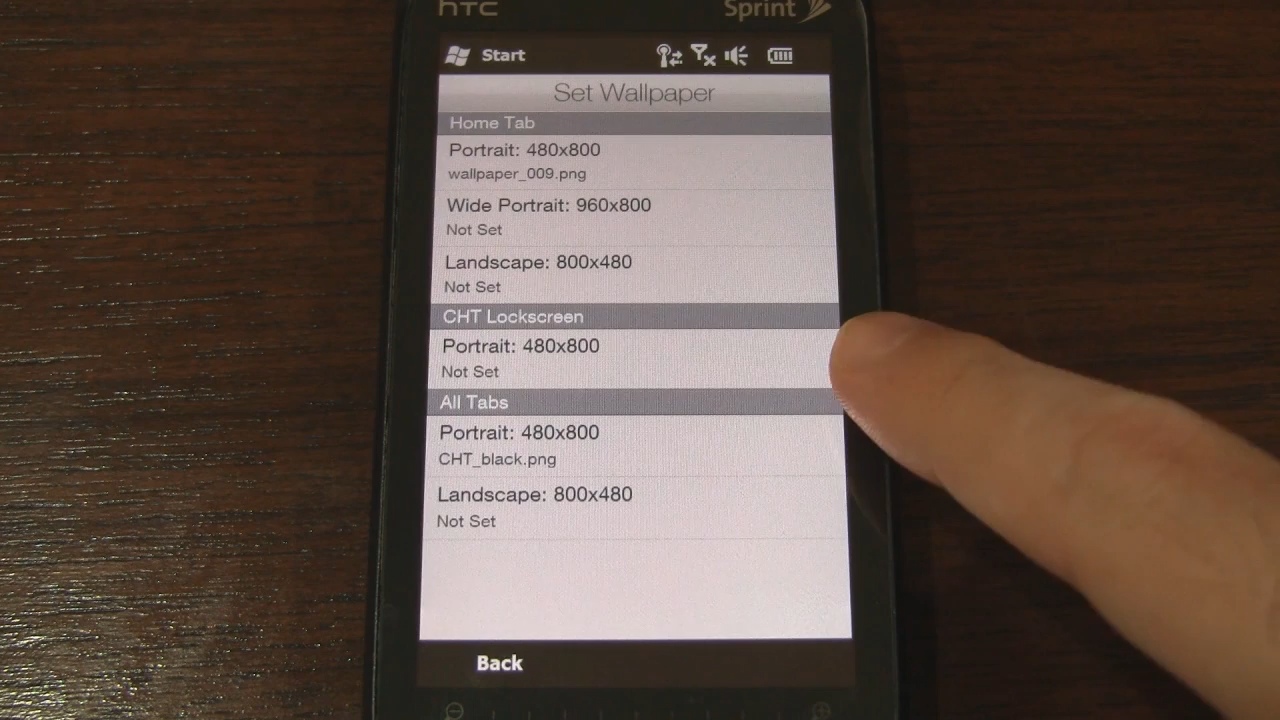 hTC Sprint
Start
Set Wallpaper
Home Tab
Portrait: 480x800
wallpaper_009.png
Wide Portrait: 960x800
Not Set
Landscape: 800x480
Not Set
CHT Lockscreen
Portrait: 480x800
Not Set
All Tabs
Portrait: 480x800
CHT_black.png
Landscape: 800x480
Not Set
Back